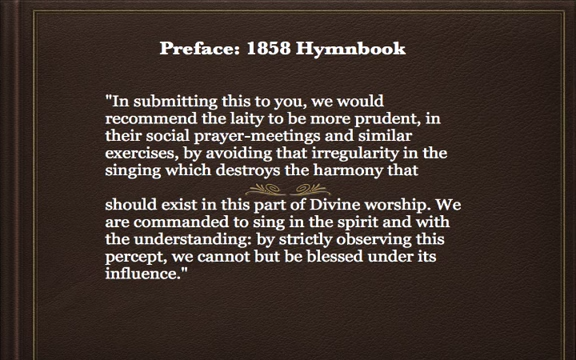 Preface: 1858 Hymnbook
"In submitting this to you, we would
recommend the laity to be more prudent, in
their social prayer-meetings and similar
exercises, by avoiding that irregularity in the
singing which destroys the harmony that
should exist in this part of Divine worship. We
are commanded to sing in the spirit and with
the understanding: by strictly observing this
percept, we cannot but be blessed under its
influence."